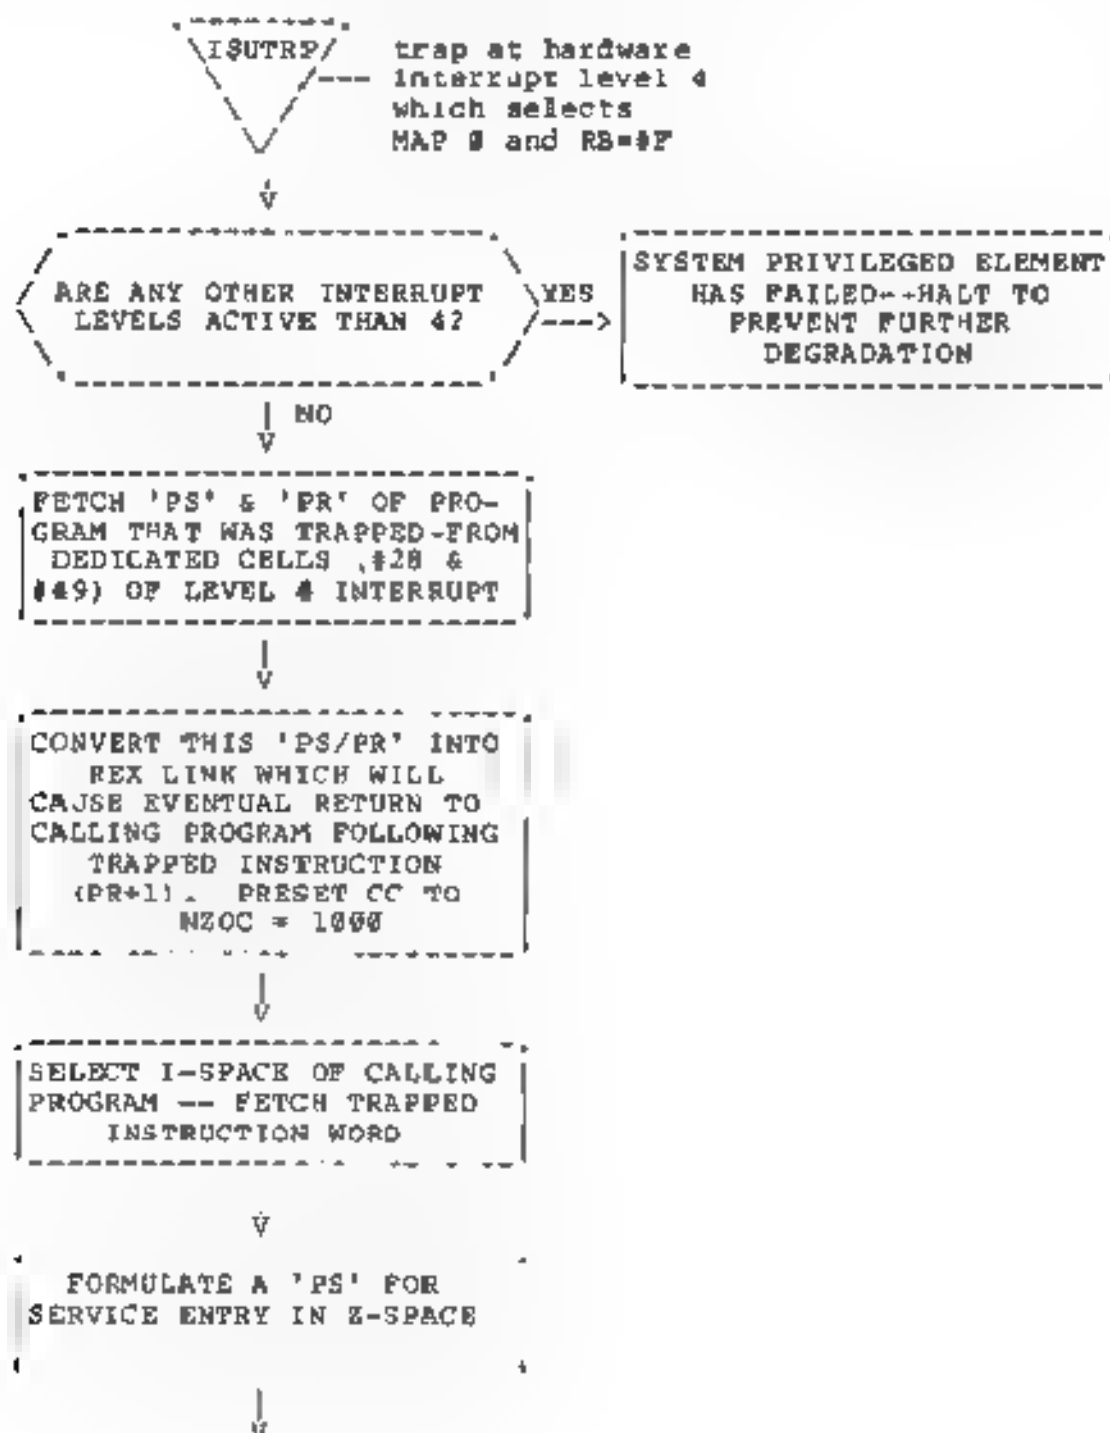 I$UTRP
trap at hardware
interrupt level 4
which selects
MAP 0 and RB=#F
ARE ANY OTHER INTERRUPT
LEVELS ACTIVE THAN 4?
YES
SYSTEM PRIVILEGED ELEMENT
HAS FAILED--HALT TO
PREVENT FURTHER
DEGRADATION
NO
FETCH 'PS' & 'PR' OF PRO-
GRAM THAT WAS TRAPPED-FROM
DEDICATED CELLS &
OF LEVEL 4 INTERRUPT
CONVERT THIS 'PS/PR' INTO
REX LINK WHICH WILL
CAUSE EVENTUAL RETURN TO
CALLING PROGRAM FOLLOWING
TRAPPED INSTRUCTION
(PR+1). PRESET CC TO
NZOC = 1000
SELECT I-SPACE OF CALLING
PROGRAM -- FETCH TRAPPED
INSTRUCTION WORD
FORMULATE A 'PS' FOR
SERVICE ENTRY IN Z-SPACE